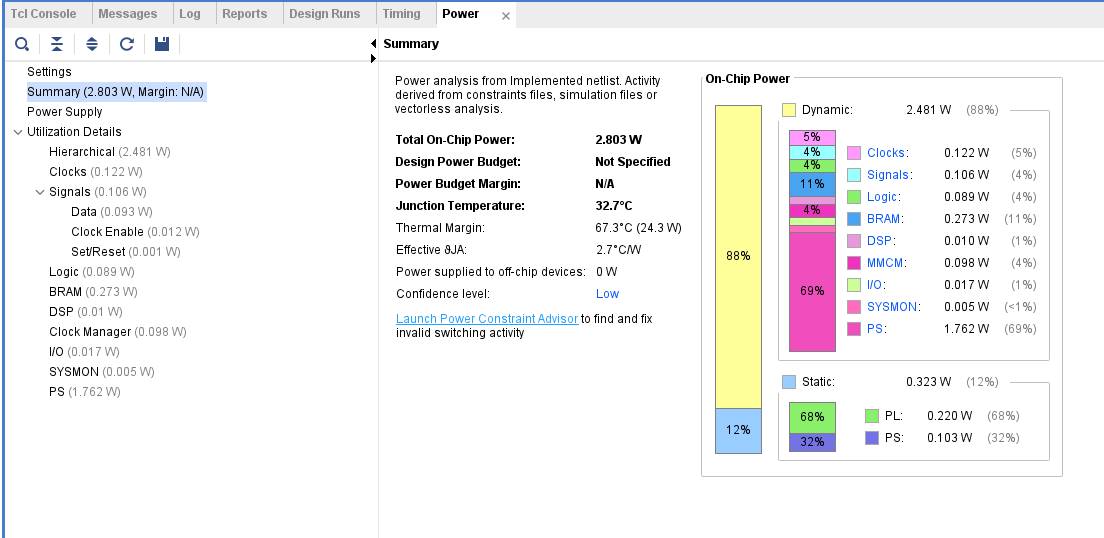 Tcl Console Messages Log Reports Design Runs Timing Power ×
Summary
Settings
Summary (2.803 W, Margin: N/A)
Power Supply
Utilization Details
Hierarchical (2.481 W)
Clocks (0.122 W)
Signals (0.106 W)
Data (0.093 W)
Clock Enable (0.012 W)
Set/Reset (0.001 W)
Logic (0.089 W)
BRAM (0.273 W)
DSP (0.01 W)
Clock Manager (0.098 W)
I/O (0.017 W)
SYSMON (0.005 W)
PS (1.762 W)
Power analysis from Implemented netlist. Activity
derived from constraints files, simulation files or
vectorless analysis.
Total On-Chip Power: 2.803 W
Design Power Budget: Not Specified
Power Budget Margin: N/A
Junction Temperature: 32.7°C
Thermal Margin: 67.3°C (24.3 W)
Effective ϑJA: 2.7°C/W
Power supplied to off-chip devices: 0 W
Confidence level: Low
Launch Power Constraint Advisor to find and fix
invalid switching activity
On-Chip Power
88%
12%
Dynamic: 2.481 W (88%)
5%
4%
4%
11%
4%
69%
Clocks: 0.122 W (5%)
Signals: 0.106 W (4%)
Logic: 0.089 W (4%)
BRAM: 0.273 W (11%)
DSP: 0.010 W (1%)
MMCM: 0.098 W (4%)
I/O: 0.017 W (1%)
SYSMON: 0.005 W (<1%)
PS: 1.762 W (69%)
Static: 0.323 W (12%)
68%
32%
PL: 0.220 W (68%)
PS: 0.103 W (32%)